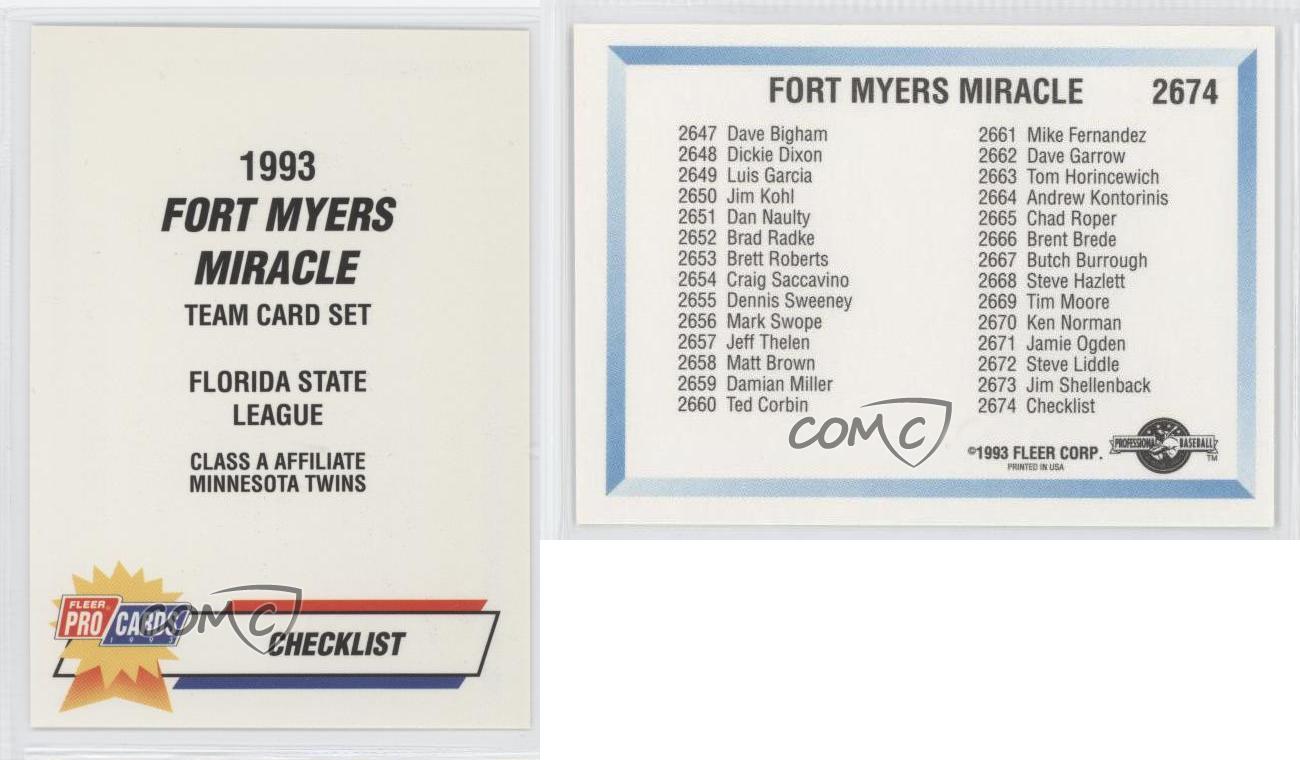 1993
FORT MYERS
MIRACLE
TEAM CARD SET
FLORIDA STATE
LEAGUE
CLASS A AFFILIATE
MINNESOTA TWINS
FLEER
PRO CARDS
1993
COMC
CHECKLIST
FORT MYERS MIRACLE 2674
2647 Dave Bigham
2648 Dickie Dixon
2649 Luis Garcia
2650 Jim Kohl
2651 Dan Naulty
2652 Brad Radke
2653 Brett Roberts
2654 Craig Saccavino
2655 Dennis Sweeney
2656 Mark Swope
2657 Jeff Thelen
2658 Matt Brown
2659 Damian Miller
2660 Ted Corbin
2661 Mike Fernandez
2662 Dave Garrow
2663 Tom Horincewich
2664 Andrew Kontorinis
2665 Chad Roper
2666 Brent Brede
2667 Butch Burrough
2668 Steve Hazlett
2669 Tim Moore
2670 Ken Norman
2671 Jamie Ogden
2672 Steve Liddle
2673 Jim Shellenback
2674 Checklist
COMC
©1993 FLEER CORP.
PRINTED IN USA
PROFESSIONAL BASEBALL
TM